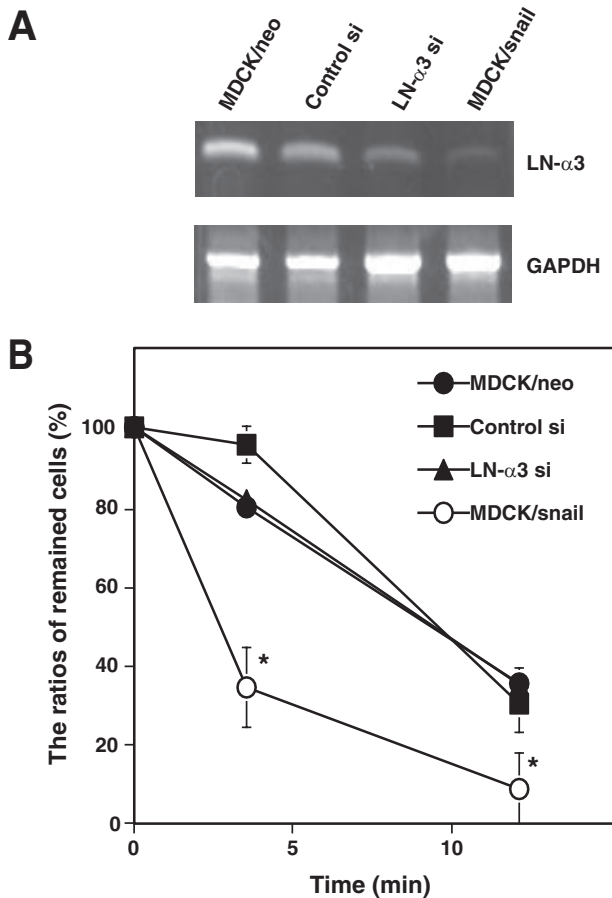 A
MDCK/neo
Control si
LN-α3 si
MDCK/snail
LN-α3
GAPDH
B
MDCK/neo
Control si
LN-α3 si
MDCK/snail
The ratios of remained cells (%)
100
80
60
40
20
0
*
*
0
5
10
Time (min)